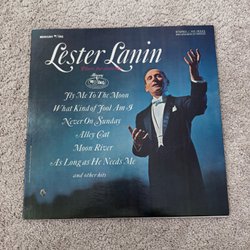 Lester Lanin
Fly Me To The Moon
What Kind of Fool Am I
Never On Sunday
Alley Cat
Moon River
As Long as He Needs Me
and other hits